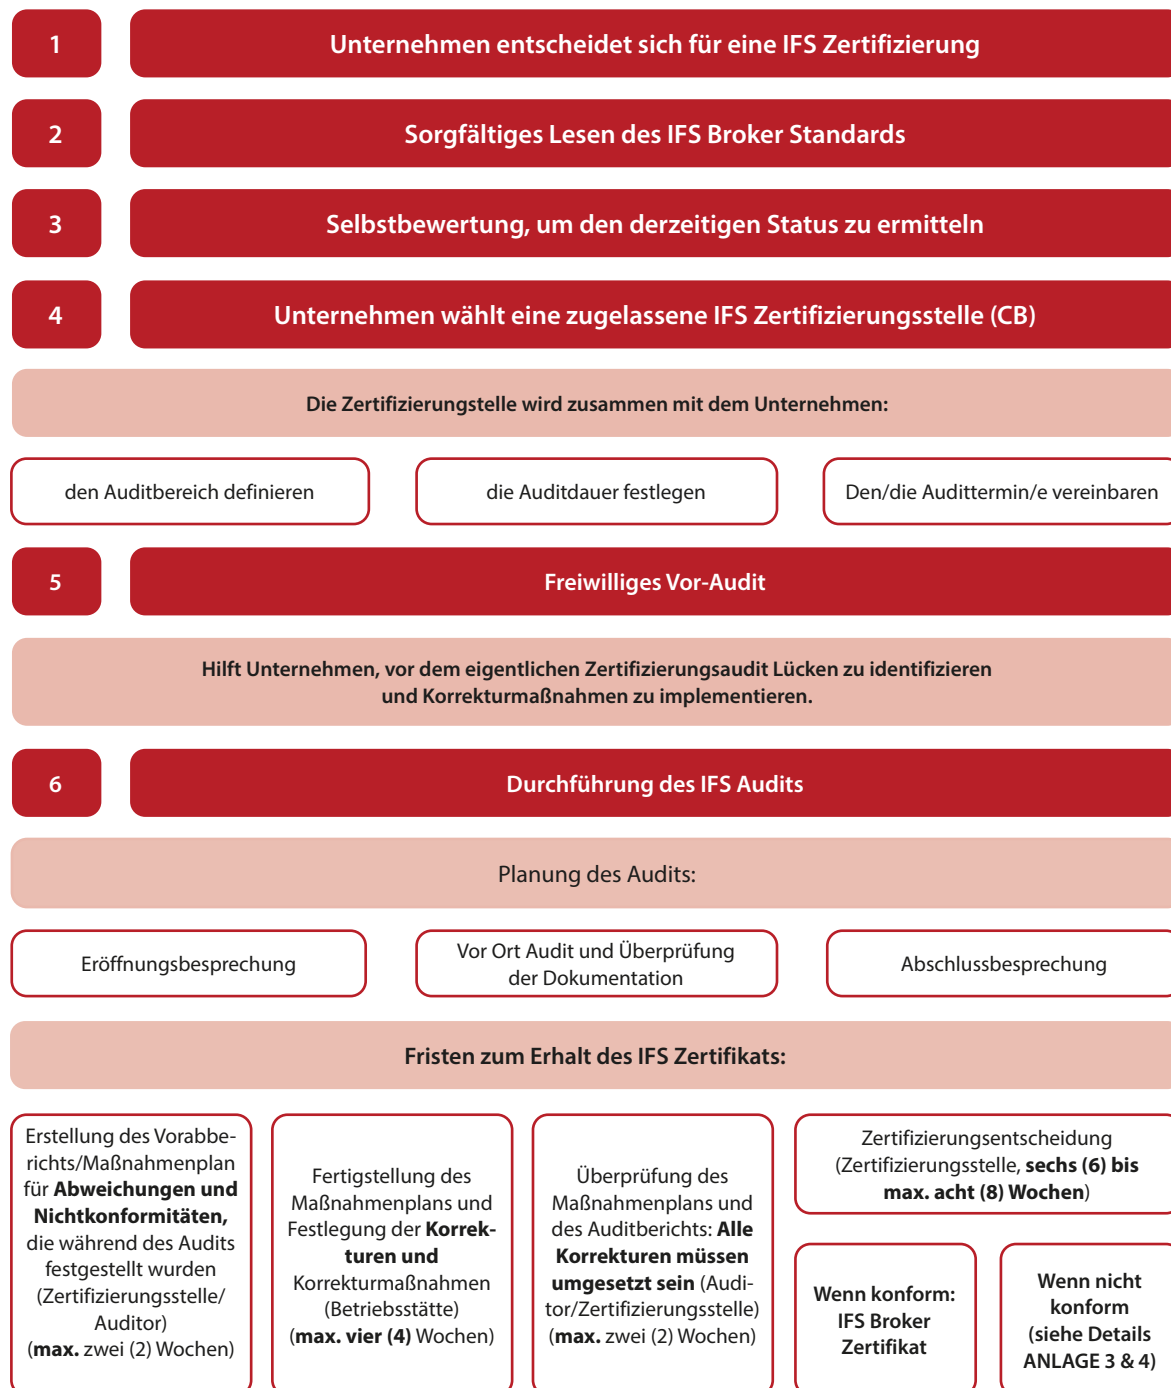 1
Unternehmen entscheidet sich für eine IFS Zertifizierung
2
Sorgfältiges Lesen des IFS Broker Standards
3
Selbstbewertung, um den derzeitigen Status zu ermitteln
4
Unternehmen wählt eine zugelassene IFS Zertifizierungsstelle (CB)
Die Zertifizierungstelle wird zusammen mit dem Unternehmen:
den Auditbereich definieren
die Auditdauer festlegen
Den/die Audittermin/e vereinbaren
5
Freiwilliges Vor-Audit
Hilft Unternehmen, vor dem eigentlichen Zertifizierungsaudit Lücken zu identifizieren
und Korrekturmaßnahmen zu implementieren.
6
Durchführung des IFS Audits
Planung des Audits:
Eröffnungsbesprechung
Vor Ort Audit und Überprüfung
der Dokumentation
Abschlussbesprechung
Fristen zum Erhalt des IFS Zertifikats:
Erstellung des Vorabbe-
richts/Maßnahmenplan
für Abweichungen und
Nichtkonformitäten,
die während des Audits
festgestellt wurden
(Zertifizierungsstelle/
Auditor)
(max. zwei (2) Wochen)
Fertigstellung des
Maßnahmenplans und
Festlegung der Korrek-
turen und
Korrekturmaßnahmen
(Betriebsstätte)
(max. vier (4) Wochen)
Überprüfung des
Maßnahmenplans und
des Auditberichts: Alle
Korrekturen müssen
umgesetzt sein (Audi-
tor/Zertifizierungsstelle)
(max. zwei (2) Wochen)
Zertifizierungsentscheidung
(Zertifizierungsstelle, sechs (6) bis
max. acht (8) Wochen)
Wenn konform:
IFS Broker
Zertifikat
Wenn nicht
konform
(siehe Details
ANLAGE 3 & 4)